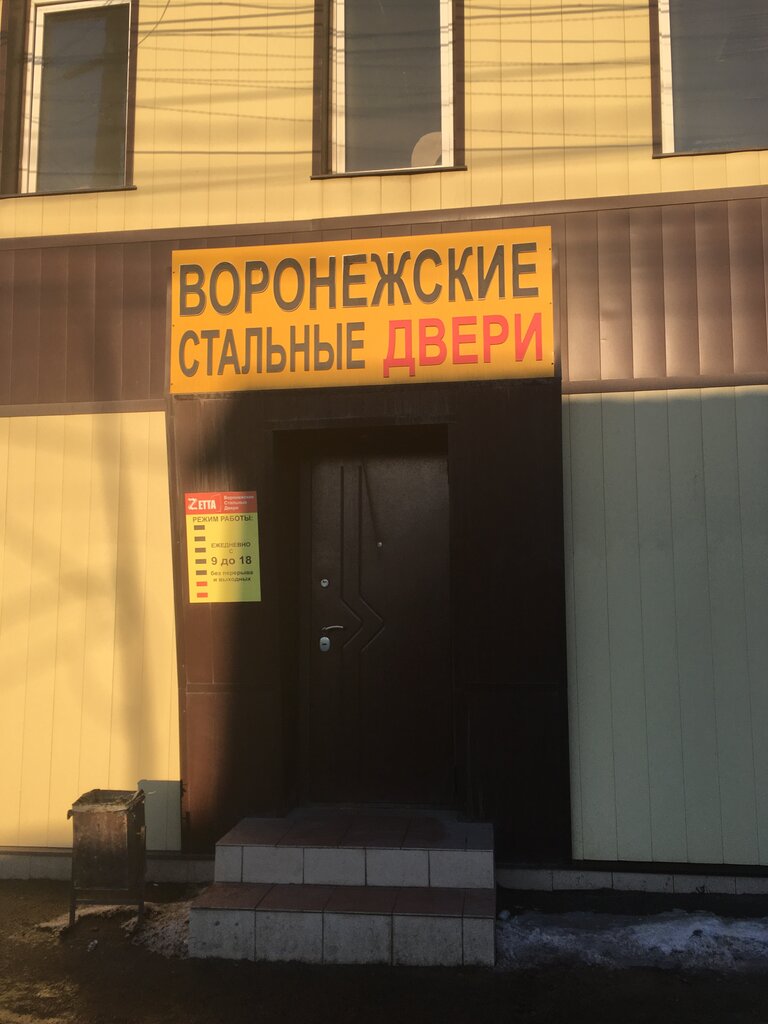 ВОРОНЕЖСКИЕ
СТАЛЬНЫЕ ДВЕРИ
ZETTA
Воронежские
Стальные
Двери
РЕЖИМ РАБОТЫ:
ЕЖЕДНЕВНО
С
9 до 18
без перерыва
и выходных